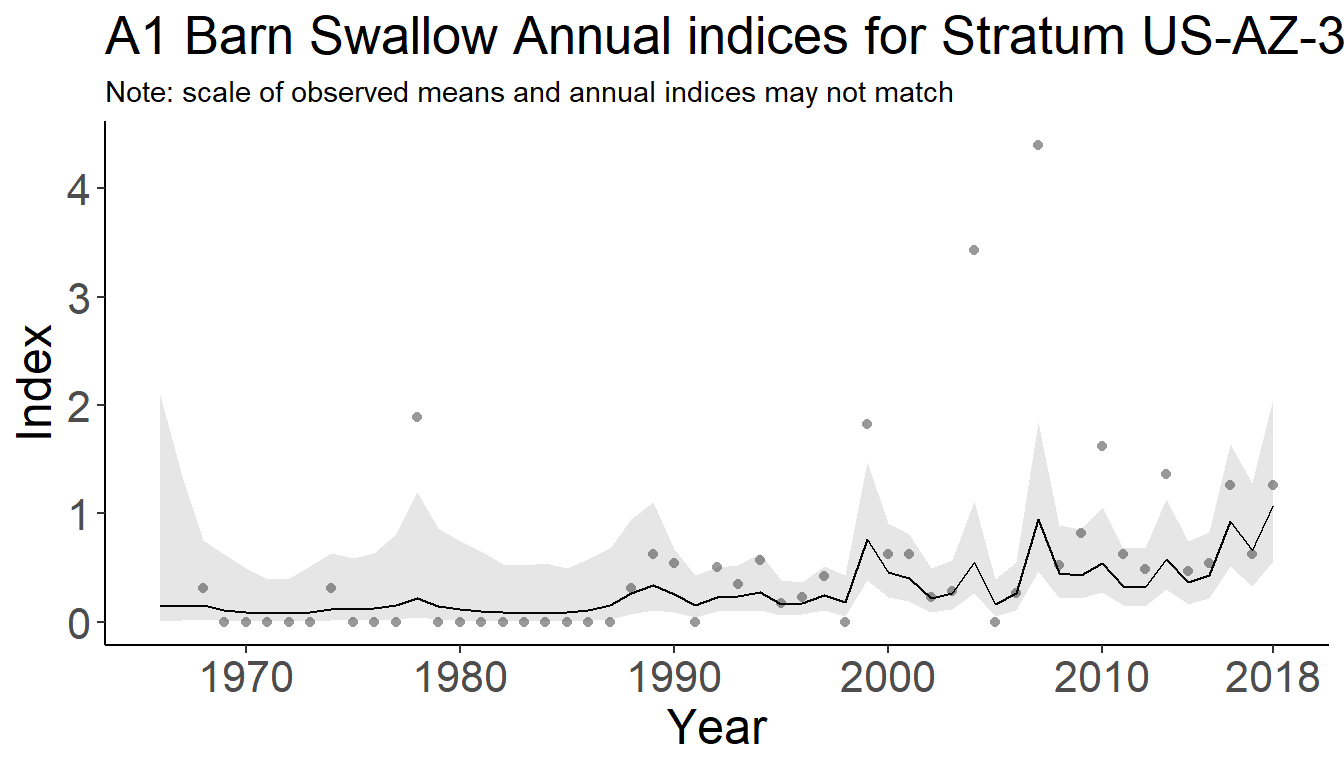 A1 Barn Swallow Annual indices for Stratum US-AZ-3
Note: scale of observed means and annual indices may not match
4
3
2
1
0
Index
1970 1980 1990 2000 2010 2018
Year